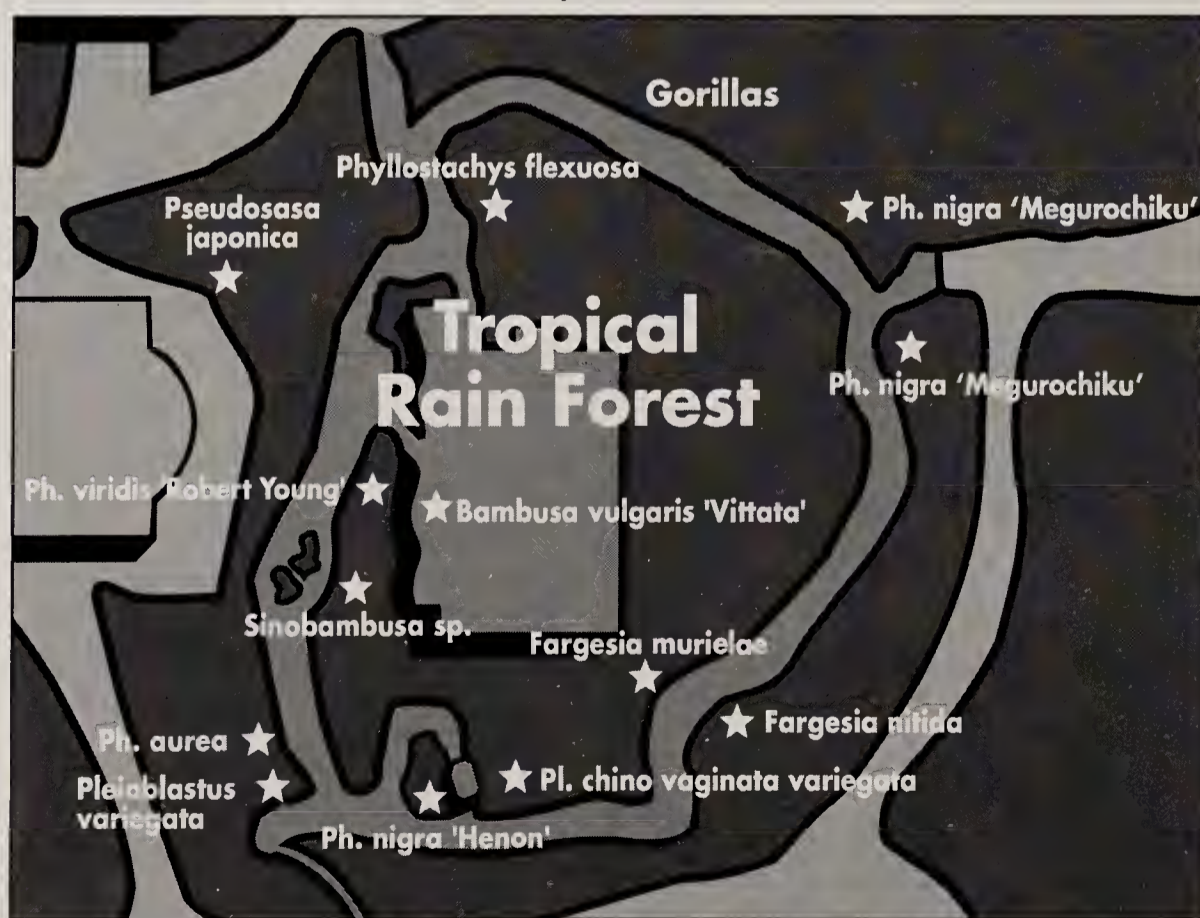 Gorillas
Phyllostachys flexuosa
Pseudosasa
japonica
Ph. nigra ‘Megurochiku’
Tropical
Rain Forest
Ph. nigra ‘Megurochiku’
Ph. viridis 'Robert Young'
Bambusa vulgaris 'Vittata'
Sinobambusa sp.
Fargesia murielae
Fargesia nitida
Ph. aurea
Pleioblastus
variegata
Pl. chino vaginata variegata
Ph. nigra 'Henon'